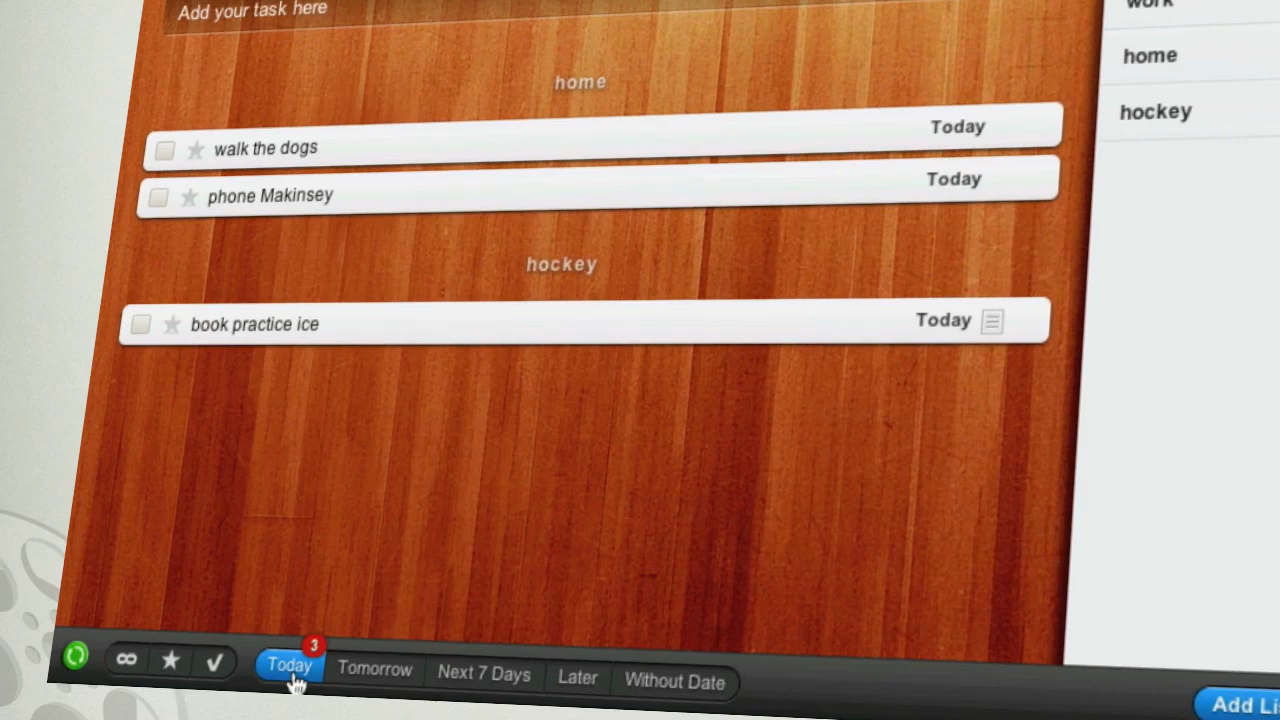 Add your task here
work
home
home
hockey
walk the dogs Today
phone Makinsey Today
hockey
book practice ice Today
3
Today Tomorrow Next 7 Days Later Without Date
Add